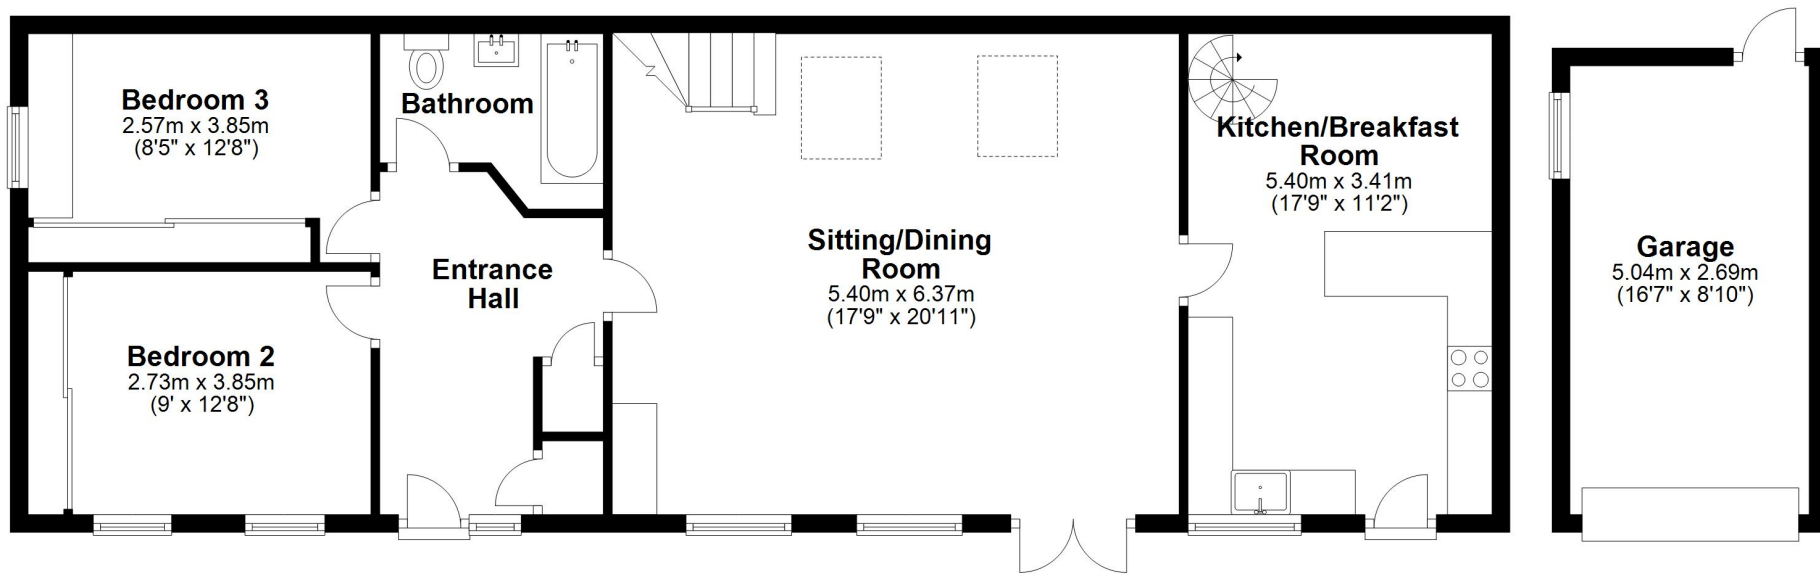 Bedroom 3
2.57m x 3.85m
(8'5" x 12'8")
Bathroom
Kitchen/Breakfast
Room
5.40m x 3.41m
(17'9" x 11'2")
Sitting/Dining
Room
5.40m x 6.37m
(17'9" x 20'11")
Garage
5.04m x 2.69m
(16'7" x 8'10")
Entrance
Hall
Bedroom 2
2.73m x 3.85m
(9' x 12'8")